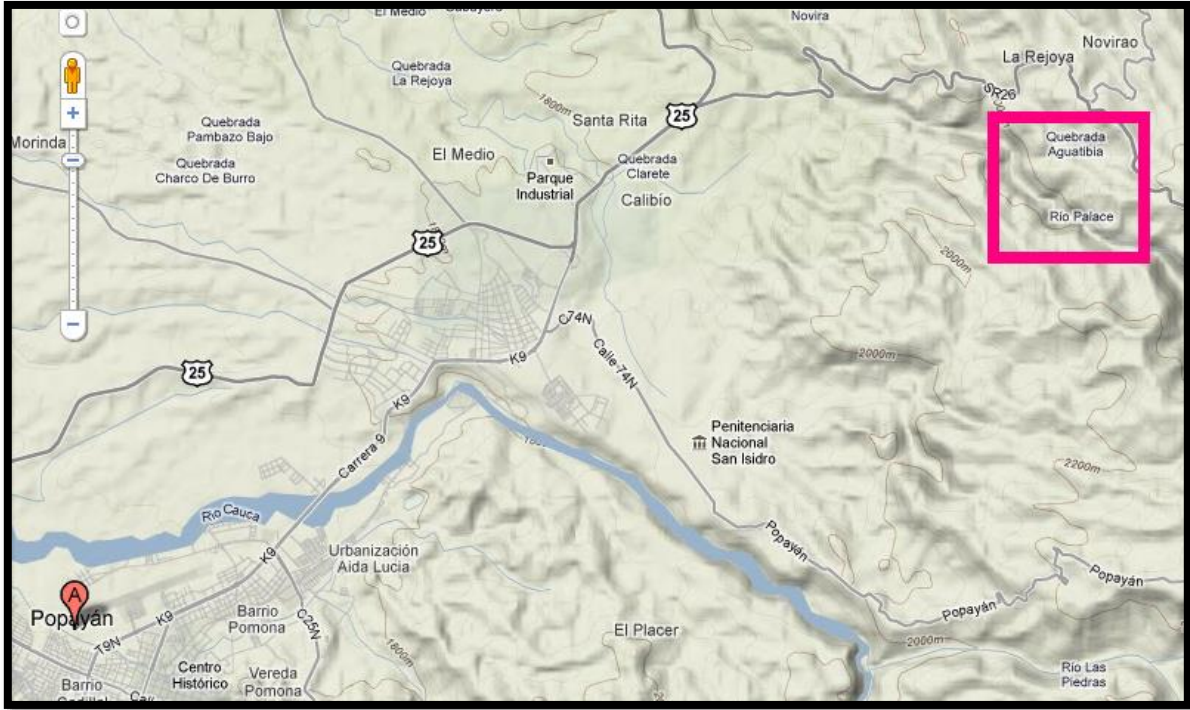 El Medio
Novira
Novirao
La Rejoya
Quebrada
La Rejoya
SR26
1800m
25
Santa Rita
Quebrada
Pambazo Bajo
Morinda
Quebrada
Aguatibia
El Medio
Quebrada
Clarete
Quebrada
Charco De Burro
Parque
Industrial
Calibío
Río Palace
25
2000m
C 74N
Calle 74N
K9
2000m
25
K9
Penitenciaria
Nacional
San Isidro
Carrera 9
2200m
Río Cauca
Popayán
K9
Urbanización
Aida Lucia
Popayán
A
Popayán
Popayán
K9
Barrio
Pomona
C25N
El Placer
T9N
2000m
1800m
Centro
Histórico
Vereda
Pomona
Río Las
Piedras
Barrio